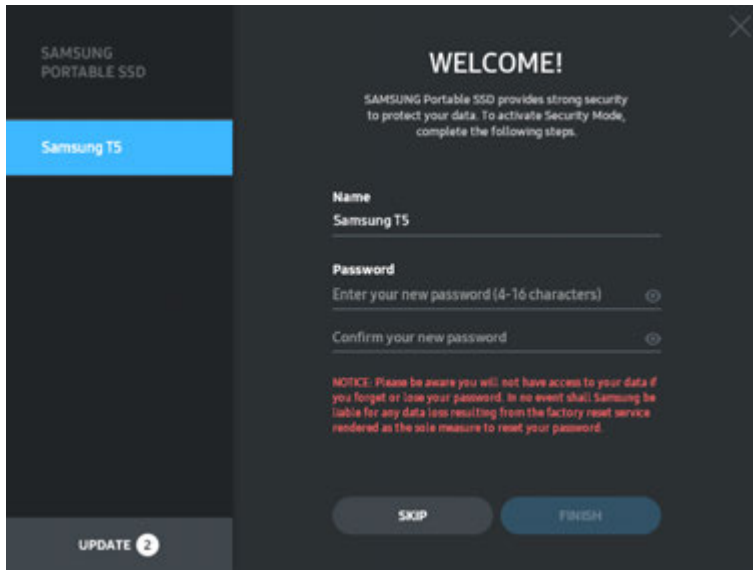 SAMSUNG
PORTABLE SSD
Samsung T5
UPDATE 2
WELCOME!
SAMSUNG Portable SSD provides strong security
to protect your data. To activate Security Mode,
complete the following steps.
Name
Samsung T5
Password
Enter your new password (4-16 characters)
Confirm your new password
NOTICE: Please be aware you will not have access to your data if
you forget or lose your password. In no event shall Samsung be
liable for any data loss resulting from the factory reset service
rendered as the sole measure to reset your password.
SKIP
FINISH